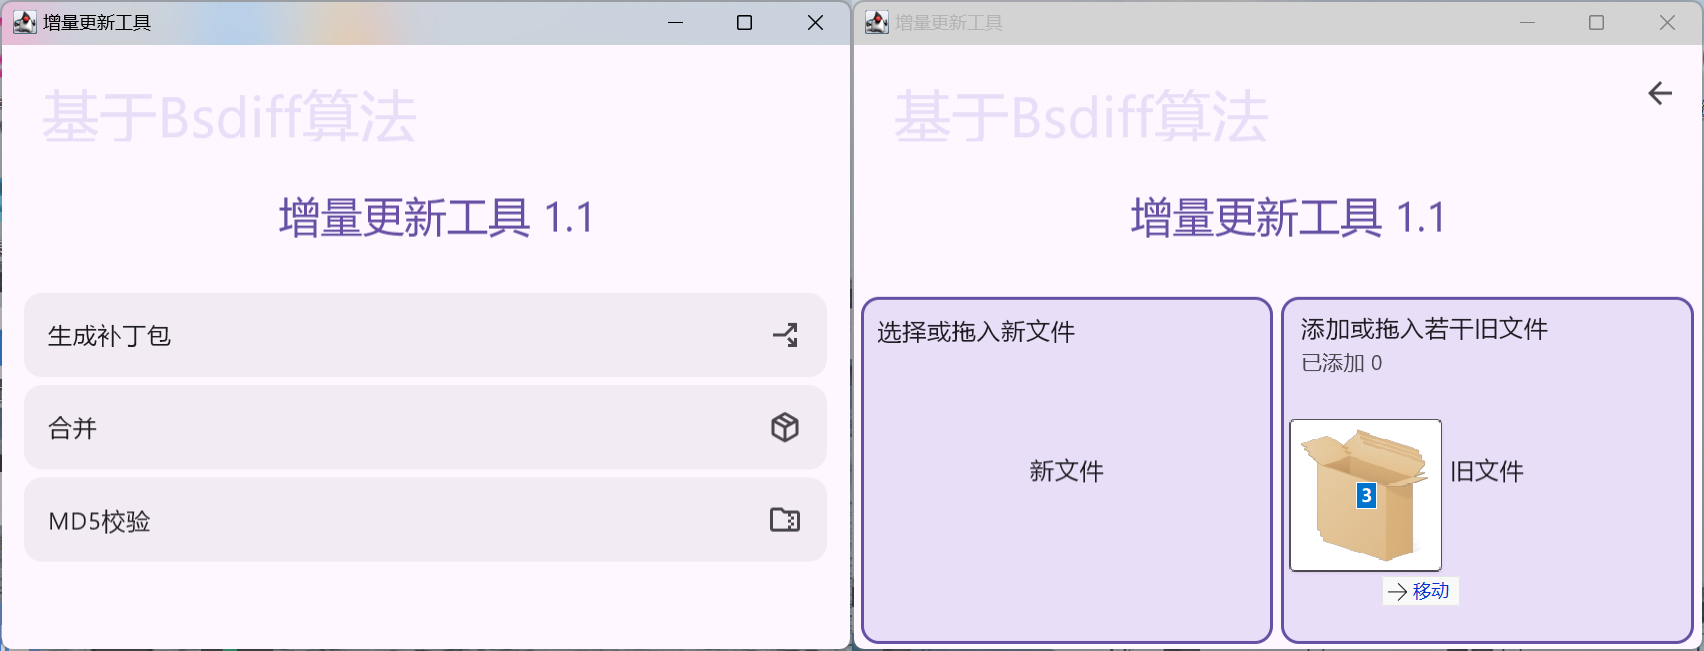 增量更新工具
基于Bsdiff算法
增量更新工具 1.1
生成补丁包
合并
MD5校验
增量更新工具
基于Bsdiff算法
增量更新工具 1.1
选择或拖入新文件
新文件
添加或拖入若干旧文件
已添加 0
3
旧文件
移动